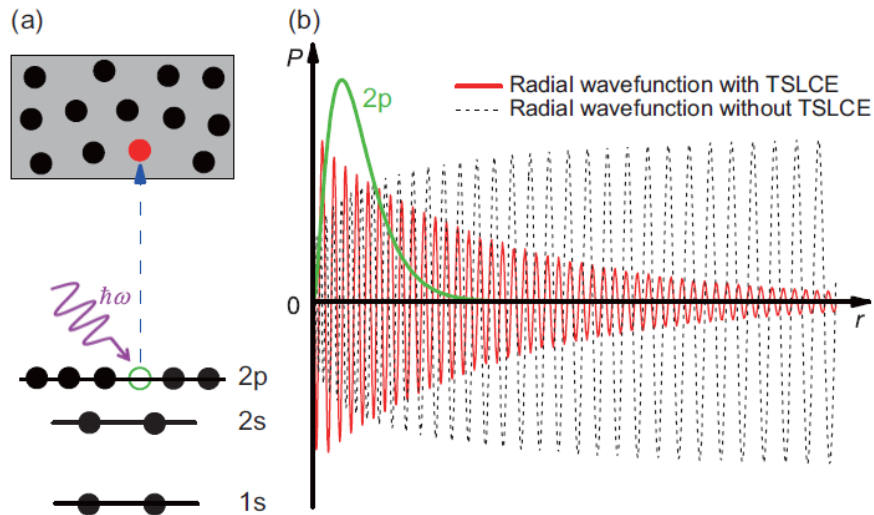 (a)
(b)
P
2p
Radial wavefunction with TSLCE
Radial wavefunction without TSLCE
ħω
0
r
2p
2s
1s